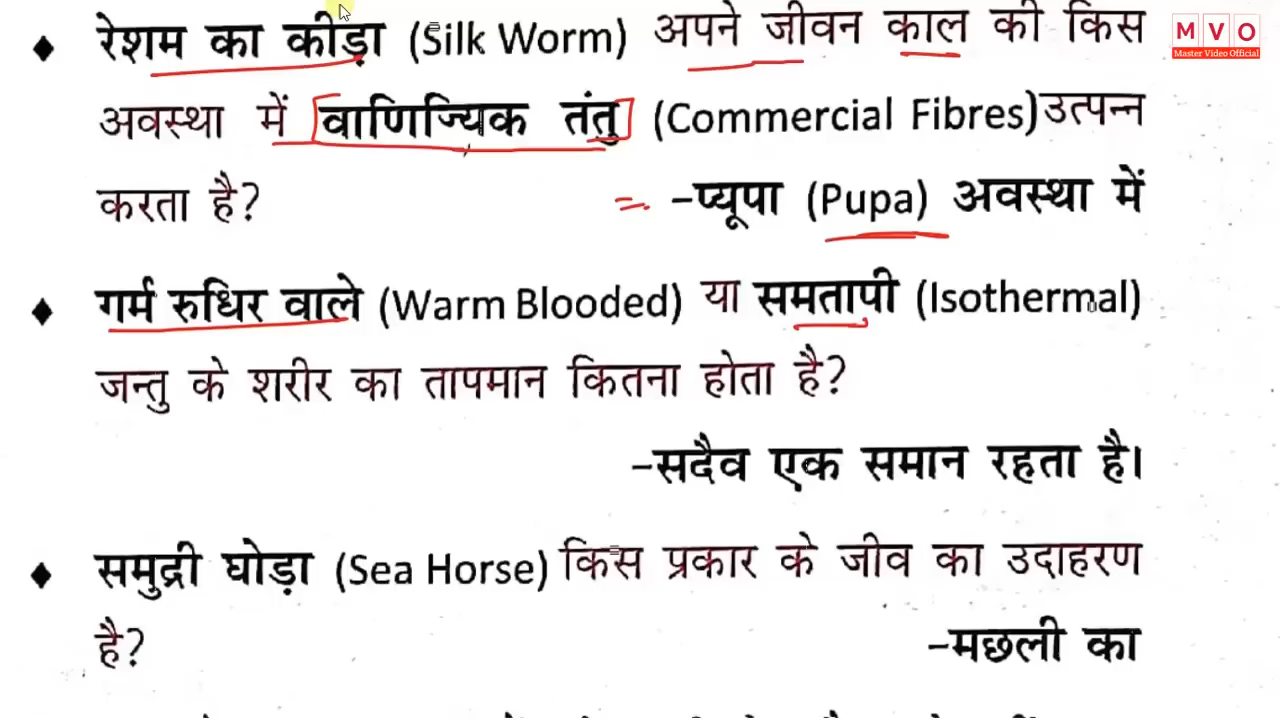 M V O
Master Video Official
♦ रेशम का कीड़ा (Silk Worm) अपने जीवन काल की किस
अवस्था में वाणिज्यिक तंतु (Commercial Fibres) उत्पन्न
करता है? –प्यूपा (Pupa) अवस्था में
♦ गर्म रुधिर वाले (Warm Blooded) या समतापी (Isothermal)
जन्तु के शरीर का तापमान कितना होता है?
–सदैव एक समान रहता है।
♦ समुद्री घोड़ा (Sea Horse) किस प्रकार के जीव का उदाहरण
है? –मछली का